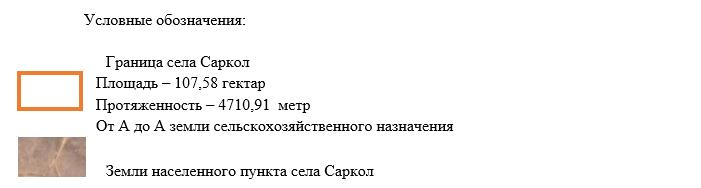 Условные обозначения:
Граница села Саркол
Площадь – 107,58 гектар
Протяженность – 4710,91 метр
От А до А земли сельскохозяйственного назначения
Земли населенного пункта села Саркол